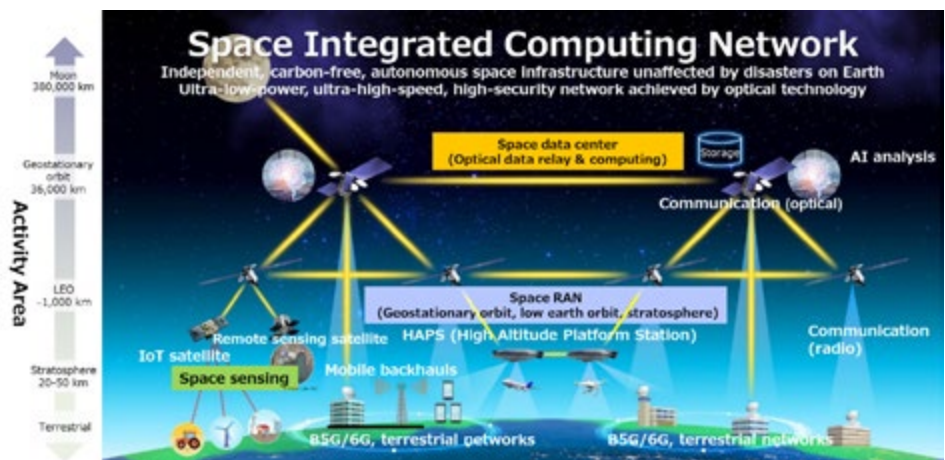 Space Integrated Computing Network
Independent, carbon-free, autonomous space infrastructure unaffected by disasters on Earth
Ultra-low-power, ultra-high-speed, high-security network achieved by optical technology
Activity Area
Moon
380,000 km
Geostationary
orbit
36,000 km
LEO
-1,000 km
Stratosphere
20-50 km
Terrestrial
Space data center
(Optical data relay & computing)
Storage
AI analysis
Communication (optical)
Space RAN
(Geostationary orbit, low earth orbit, stratosphere)
HAPS (High Altitude Platform Station)
Communication
(radio)
Remote sensing satellite
IoT satellite
Space sensing
Mobile backhauls
B5G/6G, terrestrial networks
B5G/6G, terrestrial networks